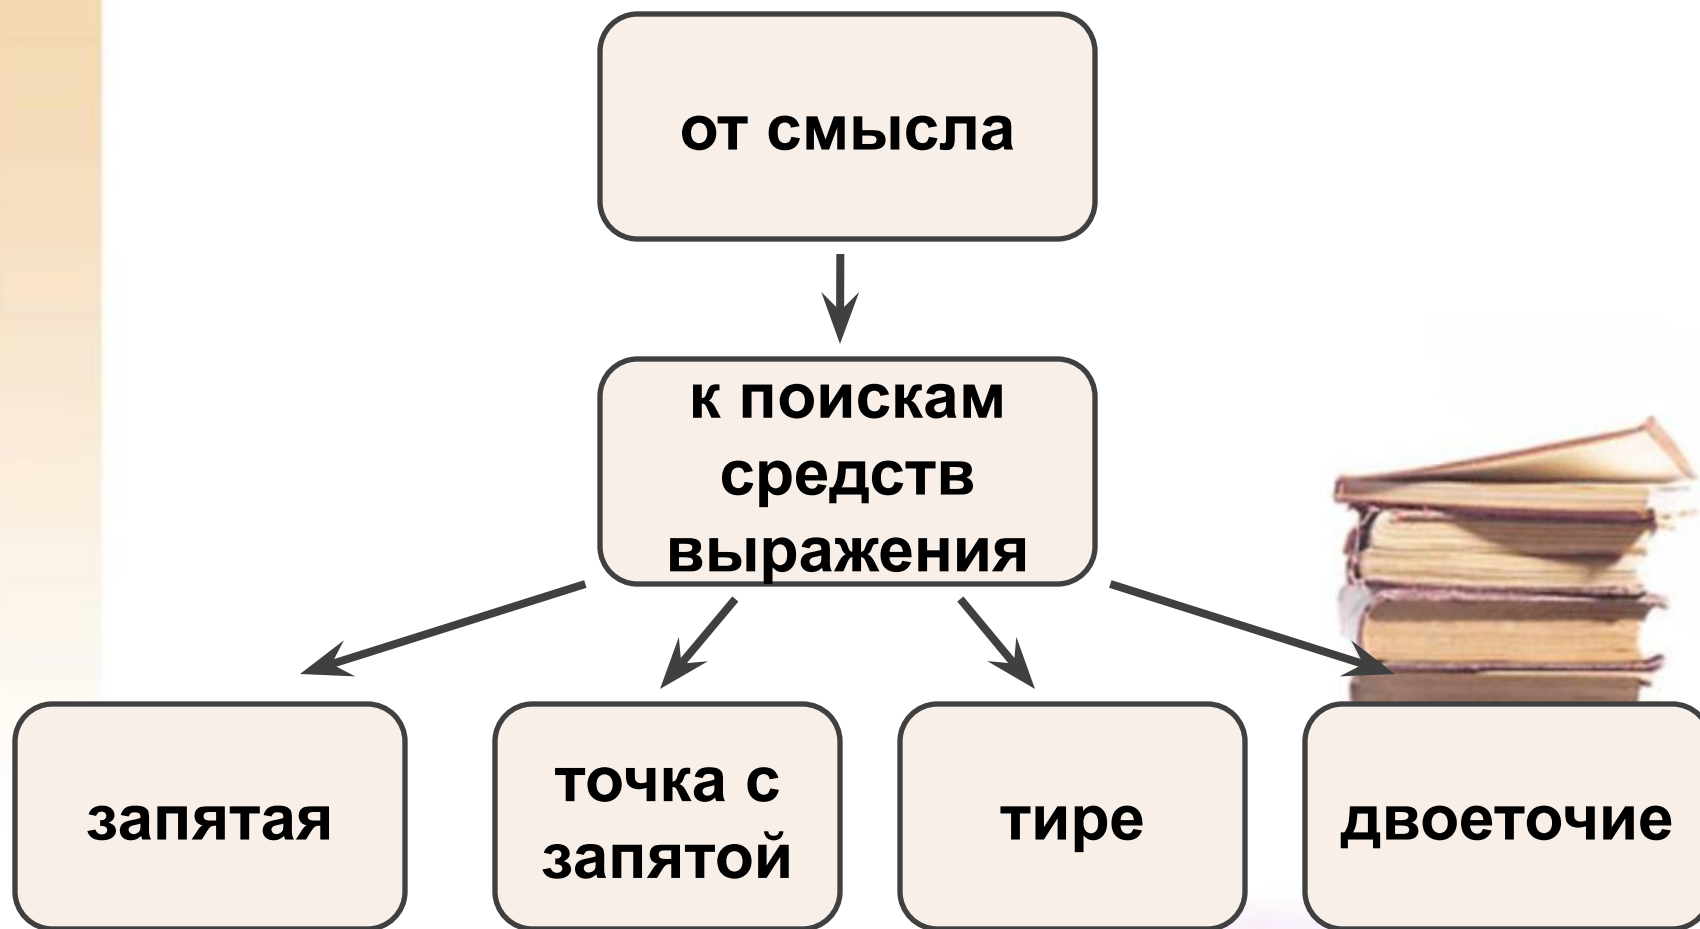 от смысла
к поискам
средств
выражения
запятая
точка с
запятой
тире
двоеточие